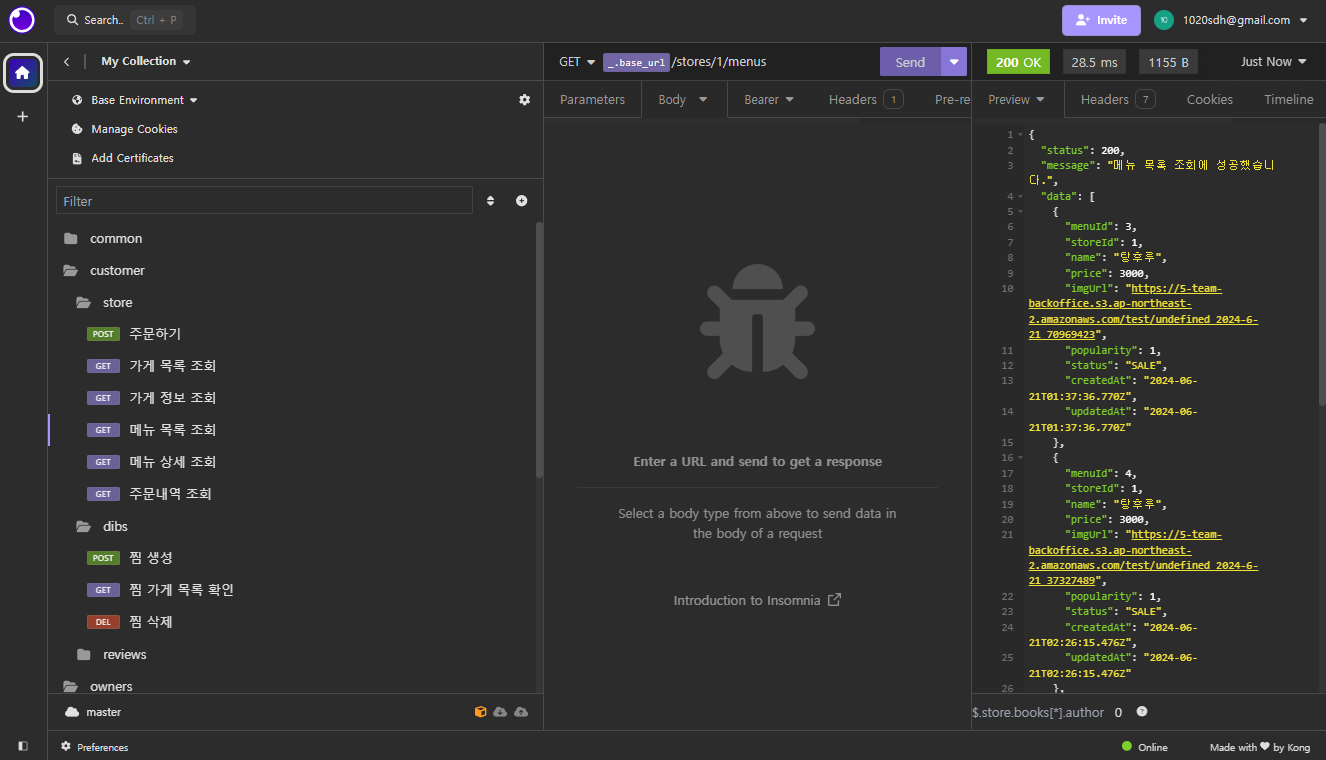 Search.. Ctrl + P
Invite
10 1020sdh@gmail.com
My Collection
Base Environment
Manage Cookies
Add Certificates
Filter
common
customer
store
POST 주문하기
GET 가게 목록 조회
GET 가게 정보 조회
GET 메뉴 목록 조회
GET 메뉴 상세 조회
GET 주문내역 조회
dibs
POST 찜 생성
GET 찜 가게 목록 확인
DEL 찜 삭제
reviews
owners
master
Preferences
GET _.base_url /stores/1/menus Send
Parameters Body Bearer Headers 1 Pre-re
Enter a URL and send to get a response
Select a body type from above to send data in
the body of a request
Introduction to Insomnia
200 OK 28.5 ms 1155 B Just Now
Preview Headers 7 Cookies Timeline
1 {
2 "status": 200,
3 "message": "메뉴 목록 조회에 성공했습니
다.",
4 "data": [
5 {
6 "menuId": 3,
7 "storeId": 1,
8 "name": "탕후루",
9 "price": 3000,
10 "imgUrl": "https://5-team-
backoffice.s3.ap-northeast-
2.amazonaws.com/test/undefined_2024-6-
21_70969423",
11 "popularity": 1,
12 "status": "SALE",
13 "createdAt": "2024-06-
21T01:37:36.770Z",
14 "updatedAt": "2024-06-
21T01:37:36.770Z"
15 },
16 {
17 "menuId": 4,
18 "storeId": 1,
19 "name": "탕후루",
20 "price": 3000,
21 "imgUrl": "https://5-team-
backoffice.s3.ap-northeast-
2.amazonaws.com/test/undefined_2024-6-
21_37327489",
22 "popularity": 1,
23 "status": "SALE",
24 "createdAt": "2024-06-
21T02:26:15.476Z",
25 "updatedAt": "2024-06-
21T02:26:15.476Z"
26 },
$.store.books[*].author 0
Online
Made with ❤ by Kong